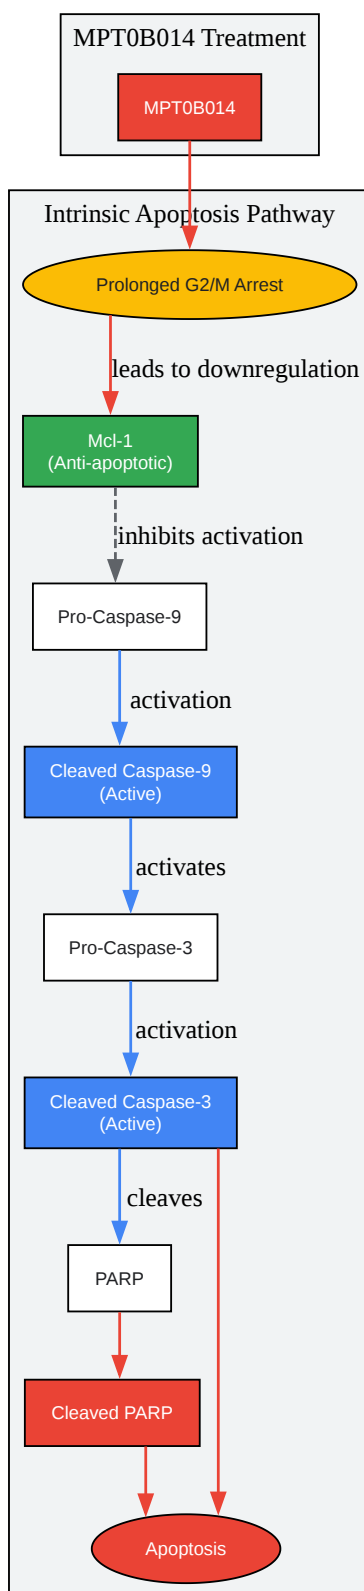 MPT0B014 Treatment
MPT0B014
Intrinsic Apoptosis Pathway
Prolonged G2/M Arrest
leads to downregulation
Mcl-1
(Anti-apoptotic)
inhibits activation
Pro-Caspase-9
activation
Cleaved Caspase-9
(Active)
activates
Pro-Caspase-3
activation
Cleaved Caspase-3
(Active)
cleaves
PARP
Cleaved PARP
Apoptosis